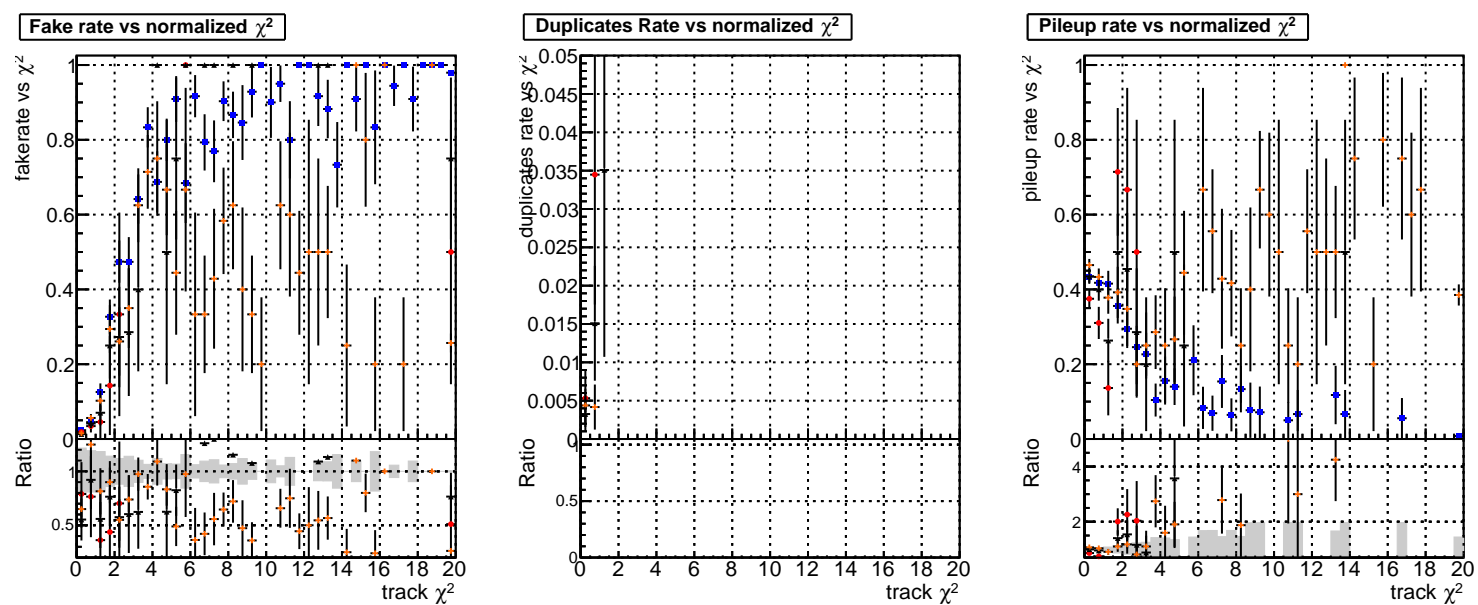 Fake rate vs normalized χ²
Duplicates Rate vs normalized χ²
Pileup rate vs normalized χ²
fakerate vs χ²
1
0.8
0.6
0.4
0.2
0
Ratio
1
0.5
0 2 4 6 8 10 12 14 16 18 20
track χ²
duplicates rate vs χ²
0.05
0.045
0.04
0.035
0.03
0.025
0.02
0.015
0.01
0.005
0
Ratio
1
0.5
0
0 2 4 6 8 10 12 14 16 18 20
track χ²
pileup rate vs χ²
1
0.8
0.6
0.4
0.2
0
Ratio
4
2
0 2 4 6 8 10 12 14 16 18 20
track χ²